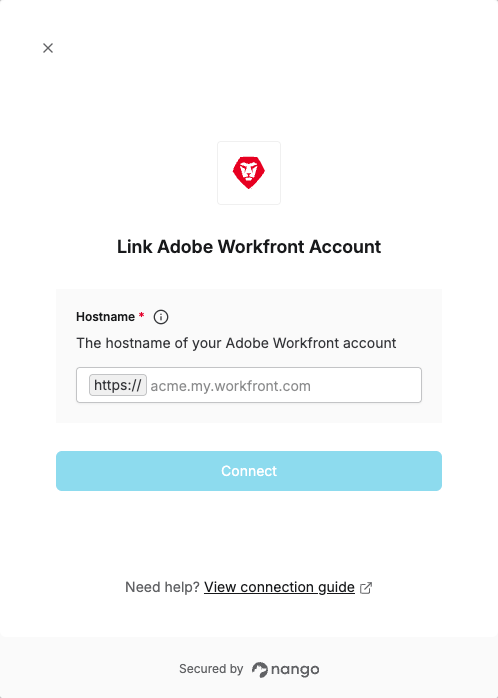 Link Adobe Workfront Account
Hostname *
The hostname of your Adobe Workfront account
https:// acme.my.workfront.com
Connect
Need help? View connection guide
Secured by nango